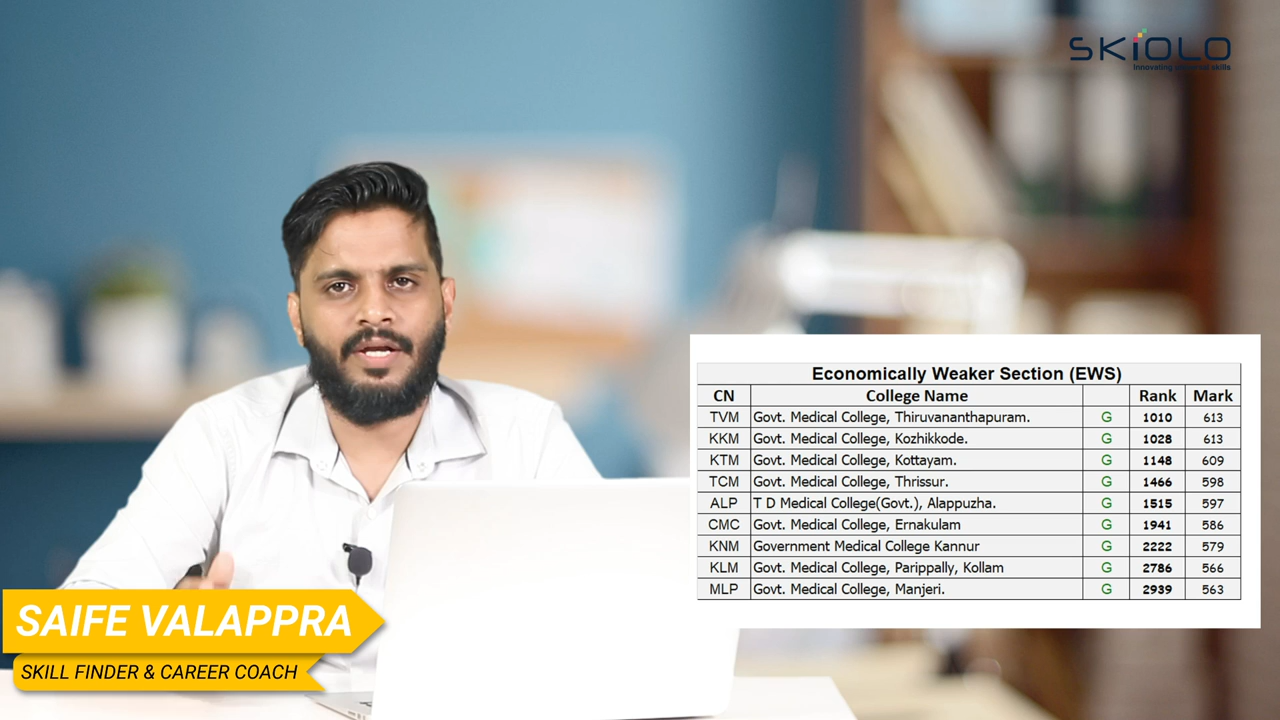 SKiOLO
Innovating
skills
Economically Weaker Section (EWS)
CN College Name Rank Mark
TVM Govt. Medical College, Thiruvananthapuram. G 1010 613
KKM Govt. Medical College, Kozhikkode. G 1028 613
KTM Govt. Medical College, Kottayam. G 1148 609
TCM Govt. Medical College, Thrissur. G 1466 598
ALP T D Medical College(Govt.), Alappuzha. G 1515 597
CMC Govt. Medical College, Ernakulam G 1941 586
KNM Government Medical College Kannur G 2222 579
KLM Govt. Medical College, Parippally, Kollam G 2786 566
MLP Govt. Medical College, Manjeri. G 2939 563
SAIFE VALAPPRA
SKILL FINDER & CAREER COACH